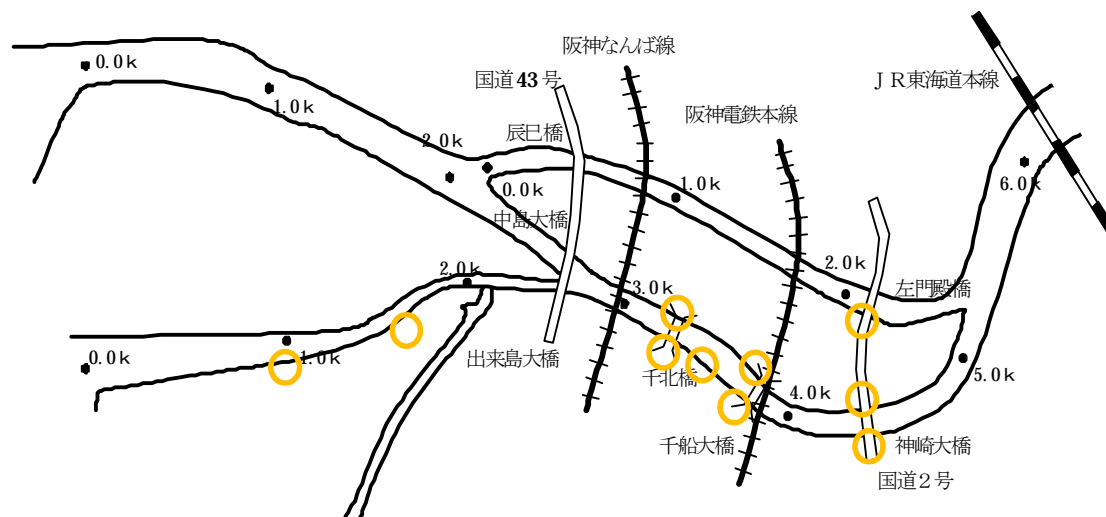 阪神なんば線
0.0k
国道43号
ＪＲ東海道本線
1.0k
阪神電鉄本線
2.0k
辰巳橋
0.0k
1.0k
6.0k
中島大橋
2.0k
2.0k
左門殿橋
3.0k
0.0k
1.0k
出来島大橋
千北橋
5.0k
4.0k
千船大橋
神崎大橋
国道２号